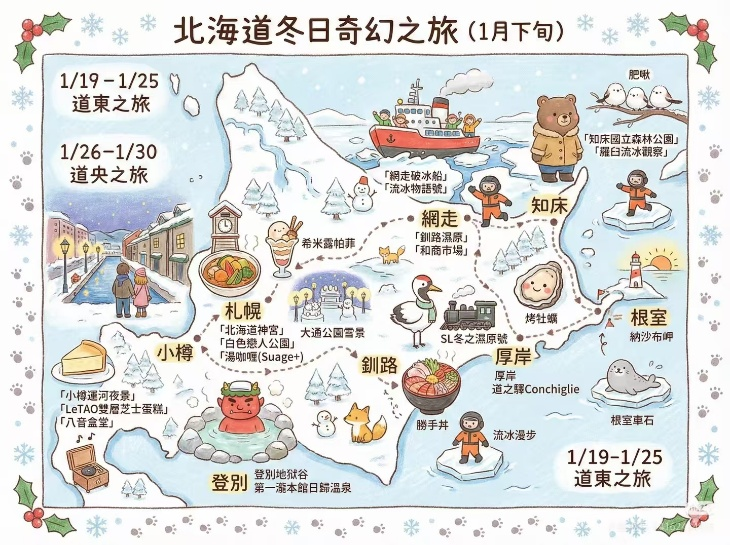 北海道冬日奇幻之旅(1月下旬)
1/19-1/25
道東之旅
1/26-1/30
道央之旅
肥啾
「知床國立森林公園」
「羅臼流冰觀察」
「網走破冰船」
「流冰物語號」
網走
知床
「釧路濕原」
「和商市場」
希米露帕菲
札幌
「北海道神宮」
「白色戀人公園」
「湯咖喱(Suage+)
大通公園雪景
SL冬之濕原號
烤牡蠣
根室
納沙布岬
小樽
釧路
厚岸
厚岸
道之驛Conchiglie
「小樽運河夜景」
「LeTAO雙層芝士蛋糕」
「八音盒堂」
勝手丼
根室車石
流冰漫步
登別
登別地獄谷
第一瀧本館日歸溫泉
1/19-1/25
道東之旅